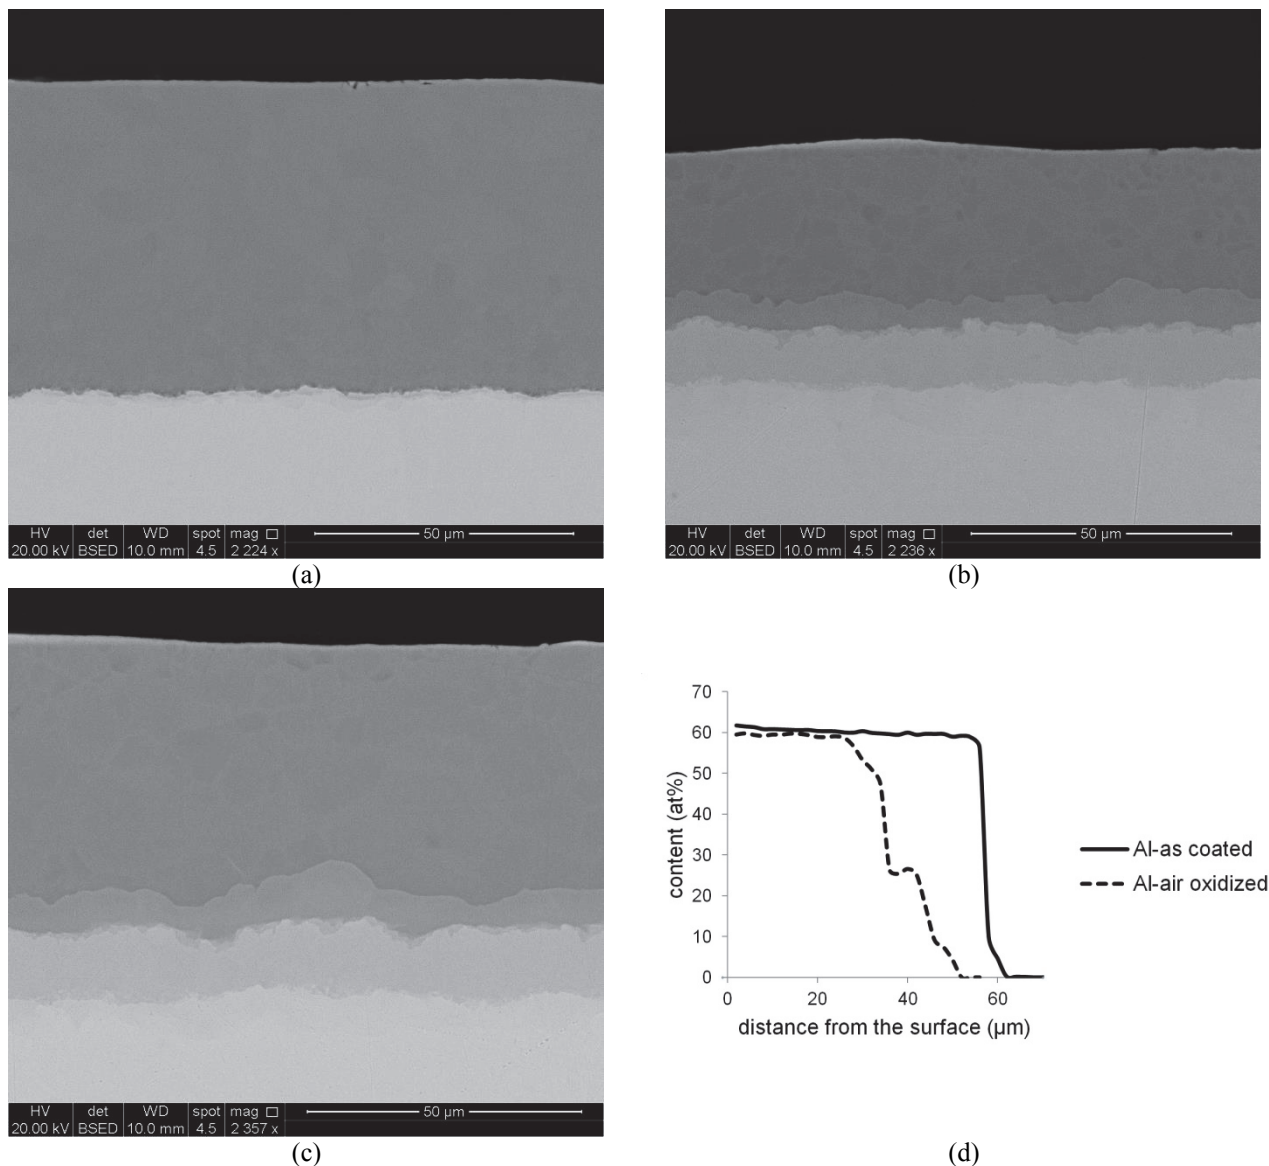 HV det WD spot mag
50 µm
20.00 kV BSED 10.0 mm 4.5 2 224 x
(a)
HV det WD spot mag
50 µm
20.00 kV BSED 10.0 mm 4.5 2 236 x
(b)
HV det WD spot mag
50 µm
20.00 kV BSED 10.0 mm 4.5 2 357 x
(c)
70
60
50
40
30
20
10
0
content (at%)
0 20 40 60
distance from the surface (µm)
Al-as coated
Al-air oxidized
(d)